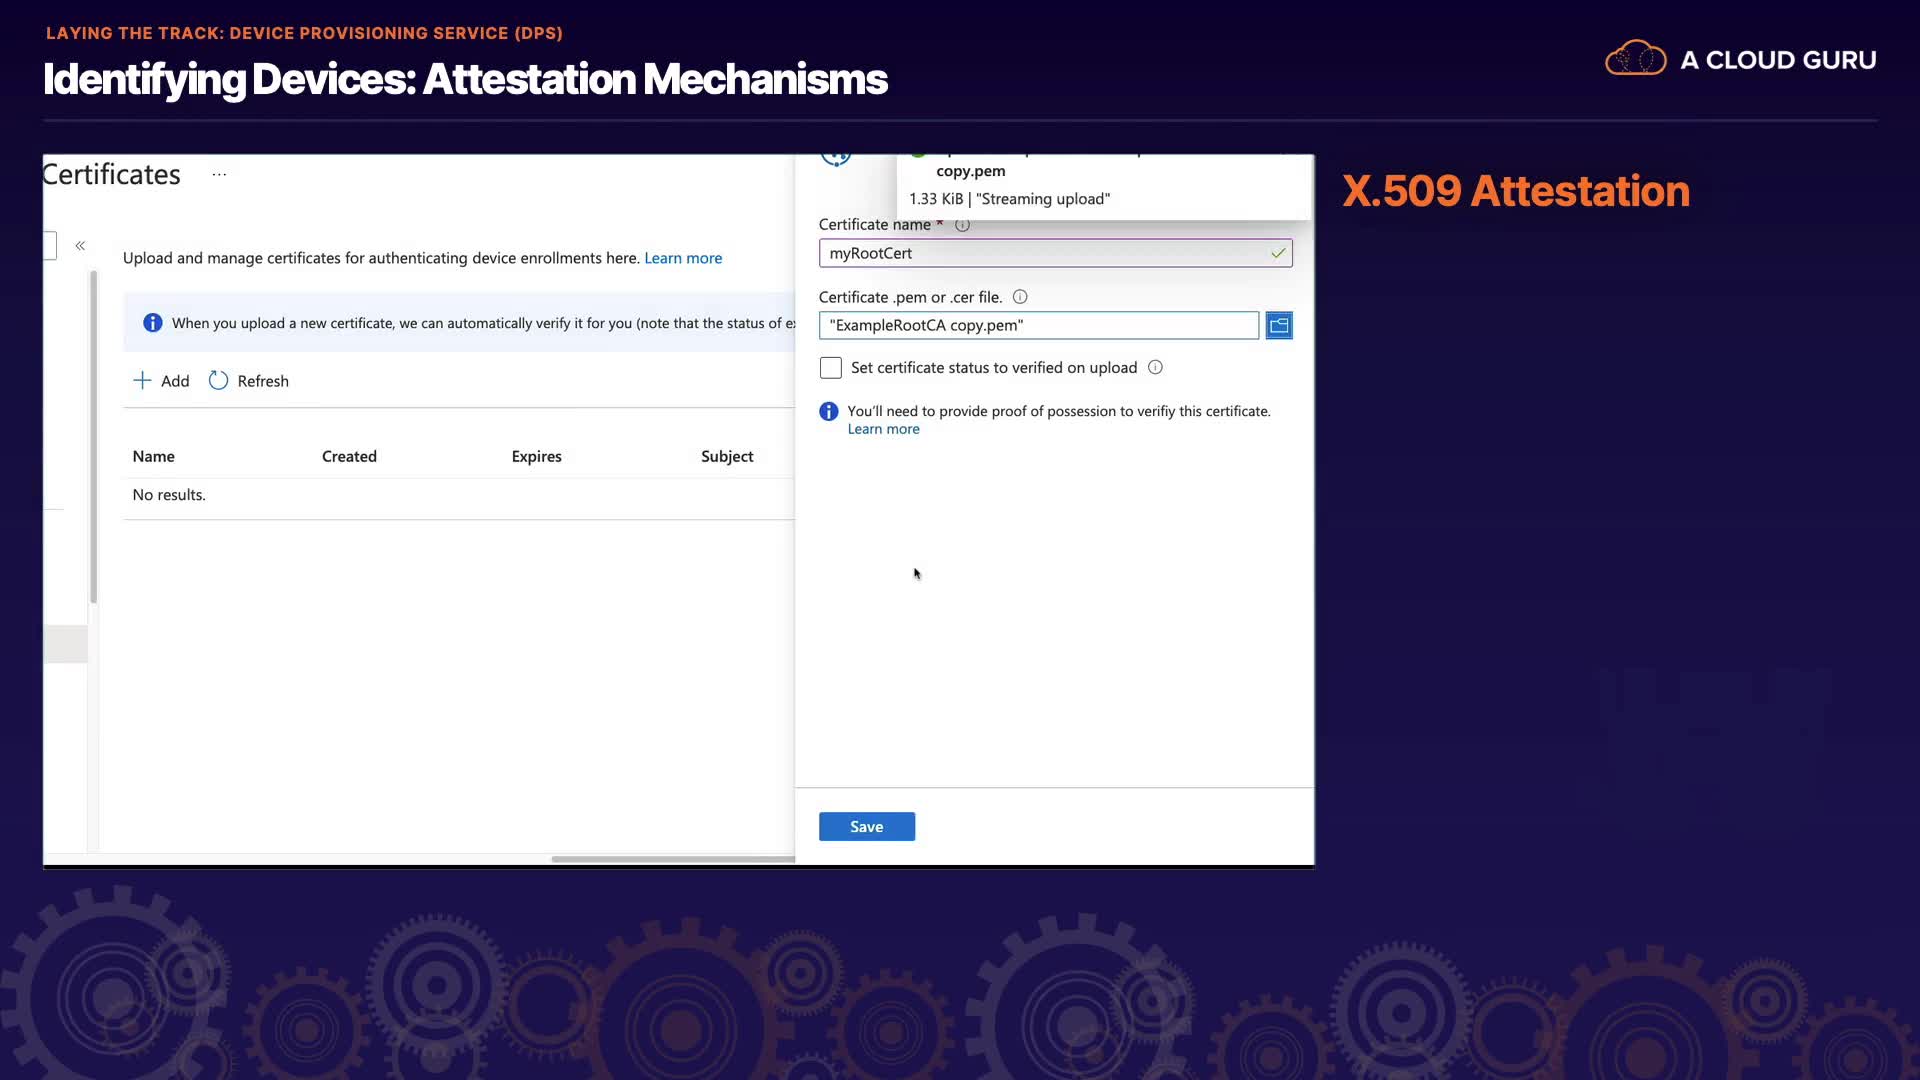 LAYING THE TRACK: DEVICE PROVISIONING SERVICE (DPS)
Identifying Devices: Attestation Mechanisms
A CLOUD GURU
Certificates
...
«
Upload and manage certificates for authenticating device enrollments here. Learn more
When you upload a new certificate, we can automatically verify it for you (note that the status of ex
Add
Refresh
Name Created Expires Subject
No results.
copy.pem
1.33 KiB | "Streaming upload"
Certificate name *
myRootCert
Certificate .pem or .cer file.
"ExampleRootCA copy.pem"
Set certificate status to verified on upload
You'll need to provide proof of possession to verifiy this certificate.
Learn more
Save
X.509 Attestation